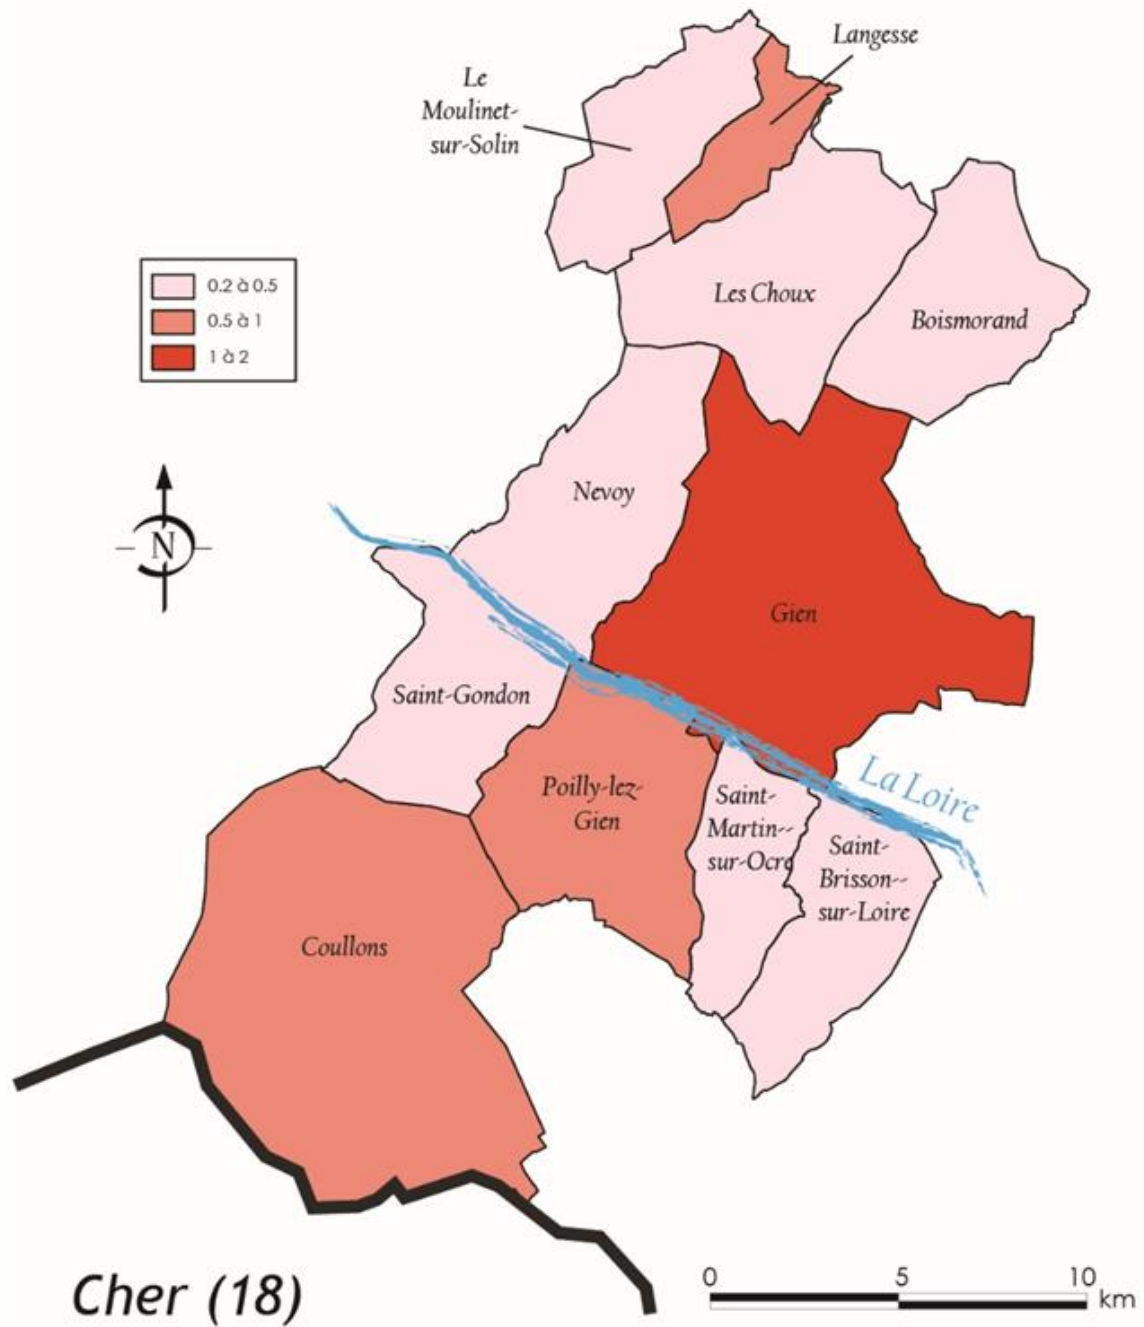 Langesse
Le
Moulinet-
sur-Solin
0.2 à 0.5
0.5 à 1
1 à 2
Les Choux
Boismorand
Nevoy
N
Gien
Saint-Gondon
La Loire
Poilly-lez-
Gien
Saint-
Martin--
sur-Ocre
Saint-
Brisson--
sur-Loire
Coullons
Cher (18)
0 5 10
km